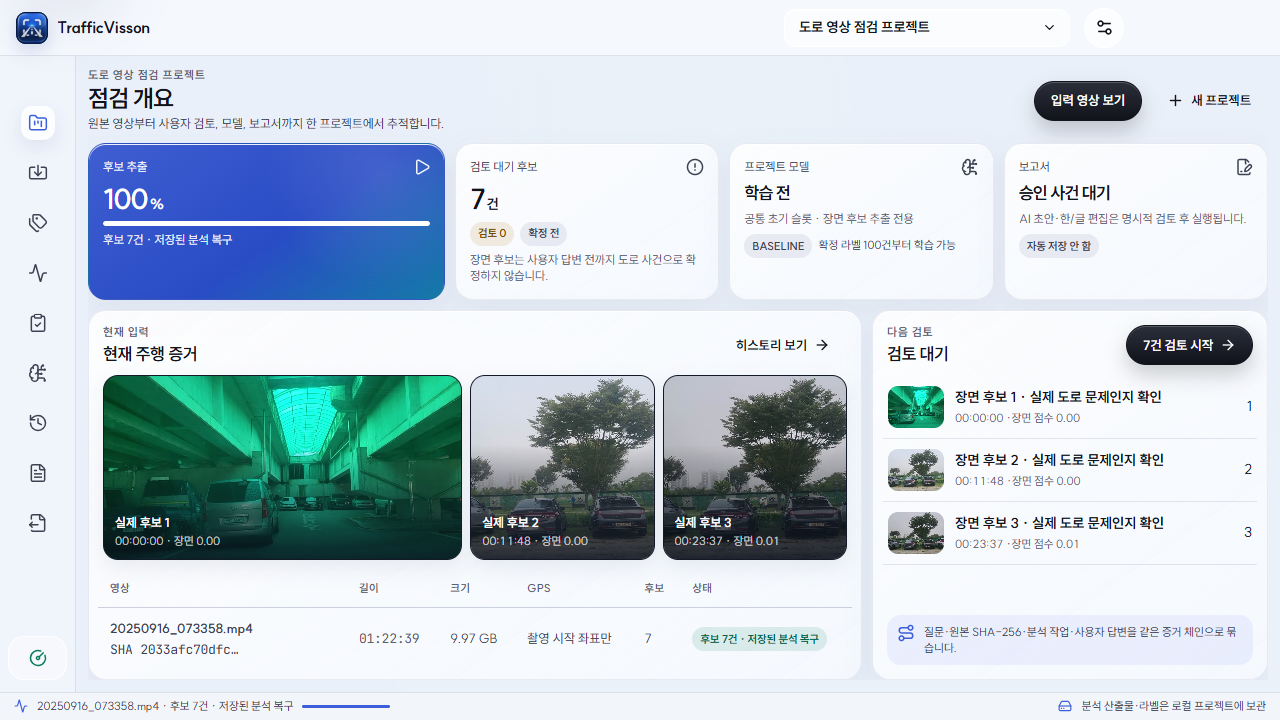 TrafficVisson
도로 영상 점검 프로젝트
도로 영상 점검 프로젝트
점검 개요
원본 영상부터 사용자 검토, 모델, 보고서까지 한 프로젝트에서 추적합니다.
입력 영상 보기
새 프로젝트
후보 추출
100%
후보 7건 · 저장된 분석 복구
검토 대기 후보
7건
검토 0 확정 전
장면 후보는 사용자 답변 전까지 도로 사건으로 확
정하지 않습니다.
프로젝트 모델
학습 전
공통 초기 슬롯 · 장면 후보 추출 전용
BASELINE 확정 라벨 100건부터 학습 가능
보고서
승인 사건 대기
AI 초안·한/글 편집은 명시적 검토 후 실행됩니다.
자동 저장 안 함
현재 입력
현재 주행 증거
히스토리 보기
실제 후보 1
00:00:00 · 장면 0.00
실제 후보 2
00:11:48 · 장면 0.00
실제 후보 3
00:23:37 · 장면 0.01
영상 길이 크기 GPS 후보 상태
20250916_073358.mp4
SHA 2033afc70dfc…
01:22:39 9.97 GB 촬영 시작 좌표만 7 후보 7건 · 저장된 분석 복구
다음 검토
검토 대기
7건 검토 시작
장면 후보 1 · 실제 도로 문제인지 확인
00:00:00 · 장면 점수 0.00
1
장면 후보 2 · 실제 도로 문제인지 확인
00:11:48 · 장면 점수 0.00
2
장면 후보 3 · 실제 도로 문제인지 확인
00:23:37 · 장면 점수 0.01
3
질문·원본 SHA-256·분석 작업·사용자 답변을 같은 증거 체인으로 묶
습니다.
20250916_073358.mp4 · 후보 7건 · 저장된 분석 복구
분석 산출물·라벨은 로컬 프로젝트에 보관